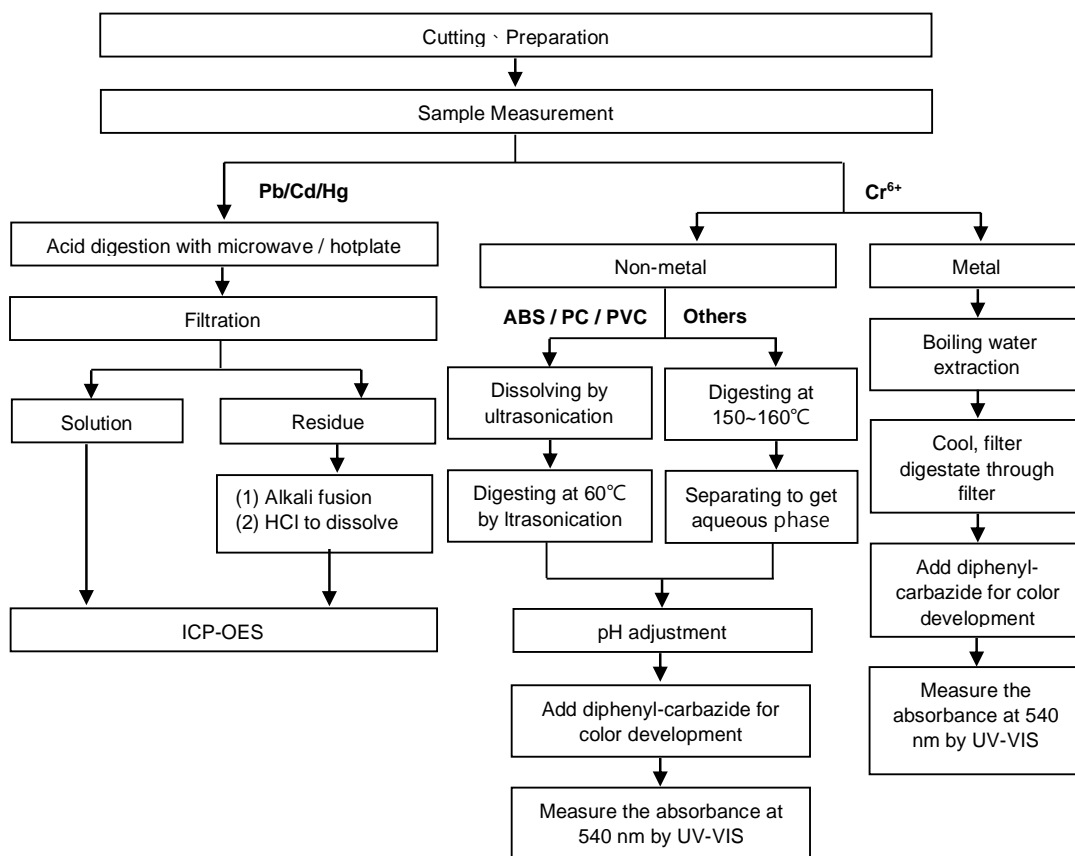 Cutting、Preparation
Sample Measurement
Pb/Cd/Hg
Acid digestion with microwave / hotplate
Filtration
Solution
Residue
(1) Alkali fusion
(2) HCl to dissolve
ICP-OES
Cr⁶⁺
Non-metal
ABS / PC / PVC
Others
Dissolving by
ultrasonication
Digesting at 60℃
by ltrasonication
Digesting at
150~160℃
Separating to get
aqueous phase
pH adjustment
Add diphenyl-carbazide for
color development
Measure the absorbance at
540 nm by UV-VIS
Metal
Boiling water
extraction
Cool, filter
digestate through
filter
Add diphenyl-
carbazide for color
development
Measure the
absorbance at 540
nm by UV-VIS